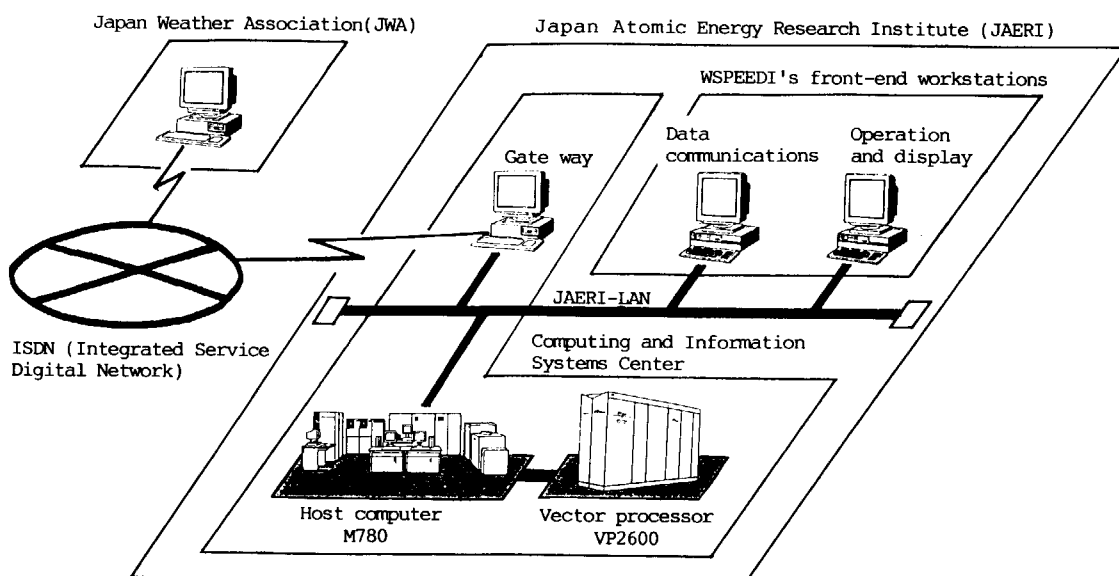 Japan Weather Association(JWA)
Japan Atomic Energy Research Institute (JAERI)
WSPEEDI's front-end workstations
Gate way
Data
communications
Operation
and display
JAERI-LAN
ISDN (Integrated Service
Digital Network)
Computing and Information
Systems Center
Host computer
M780
Vector processor
VP2600